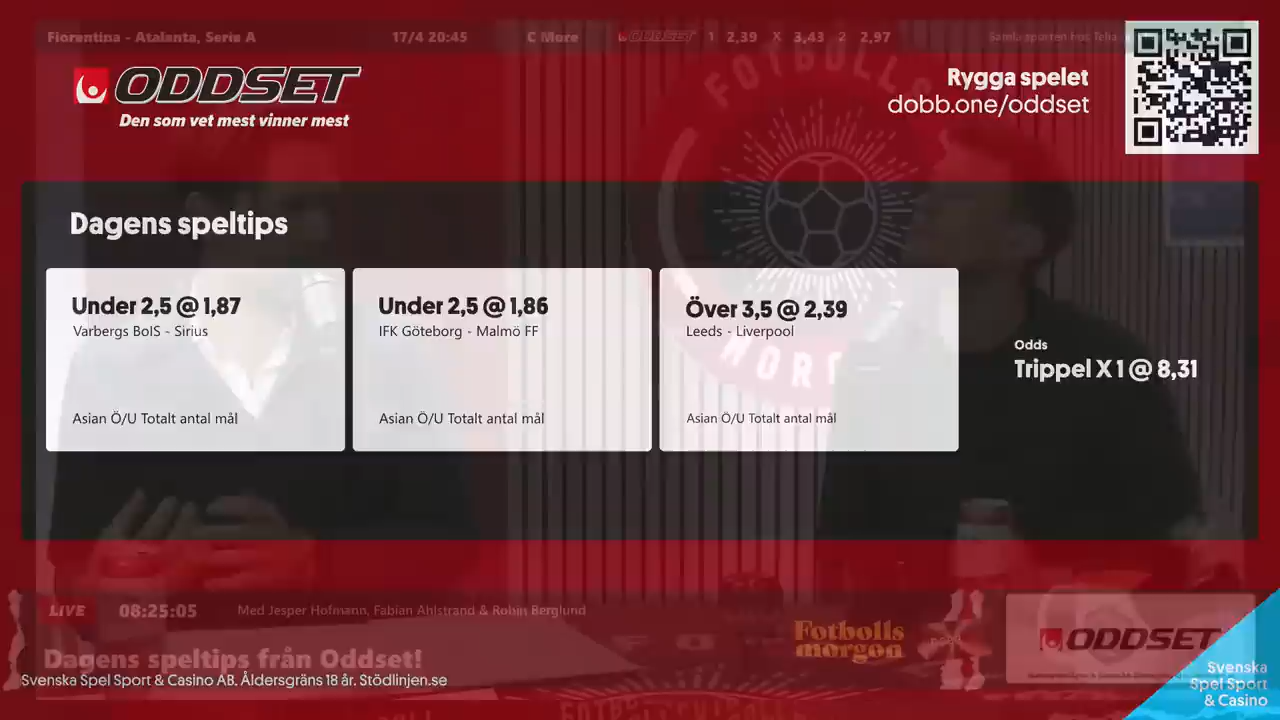 Fiorentina - Atalanta, Serie A 17/4 20:45 C More ODDSET 1 2,39 X 3,43 2 2,97
ODDSET
Den som vet mest vinner mest
Rygga spelet
dobb.one/oddset
FOTBOLLS
MORG
Dagens speltips
Under 2,5 @ 1,87
Varbergs BoIS - Sirius
Asian Ö/U Totalt antal mål
Under 2,5 @ 1,86
IFK Göteborg - Malmö FF
Asian Ö/U Totalt antal mål
Över 3,5 @ 2,39
Leeds - Liverpool
Asian Ö/U Totalt antal mål
Odds
Trippel X 1 @ 8,31
LIVE 08:25:05 Med Jesper Hofmann, Fabian Ahlstrand & Robin Berglund
Dagens speltips från Oddset!
Svenska Spel Sport & Casino AB. Åldersgräns 18 år. Stödlinjen.se
Fotbolls
morgon
ODDSET
Svenska
Spel Sport
& Casino